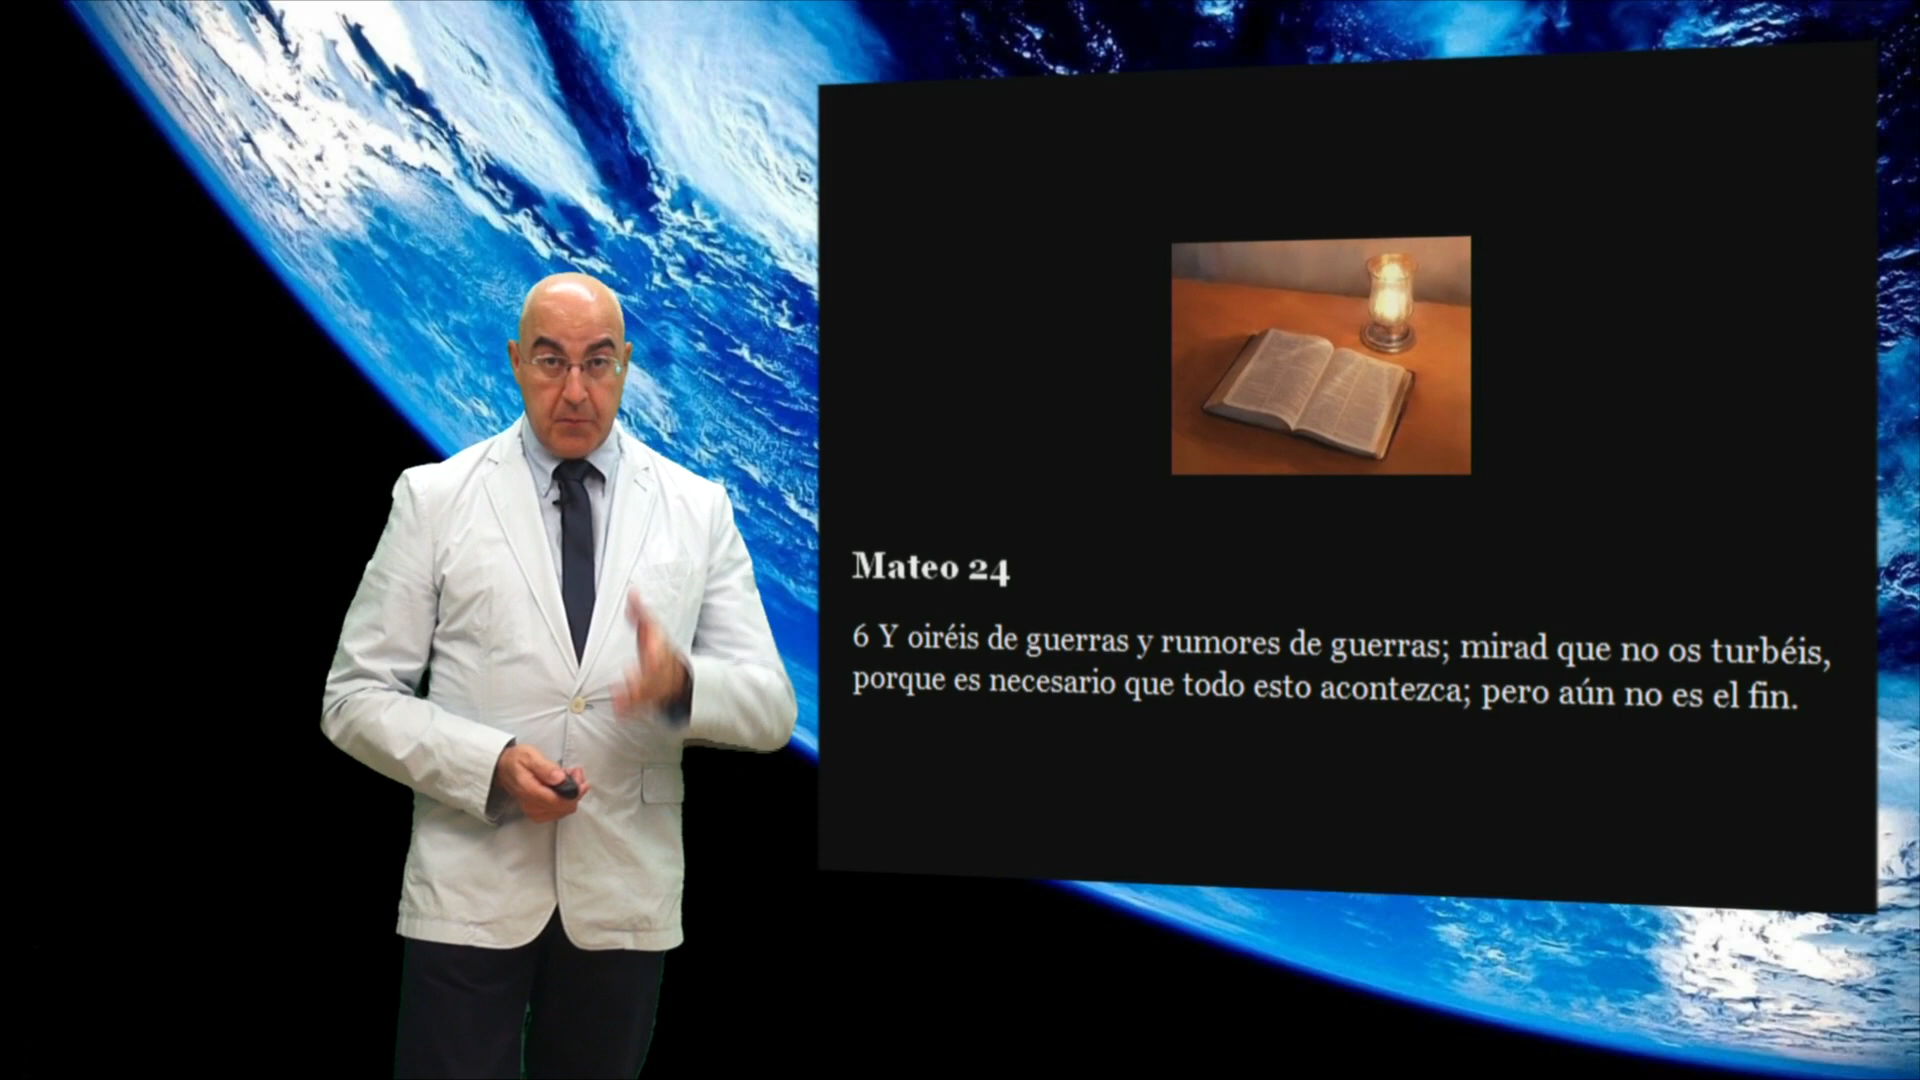 Mateo 24
6 Y oiréis de guerras y rumores de guerras; mirad que no os turbéis,
porque es necesario que todo esto acontezca; pero aún no es el fin.